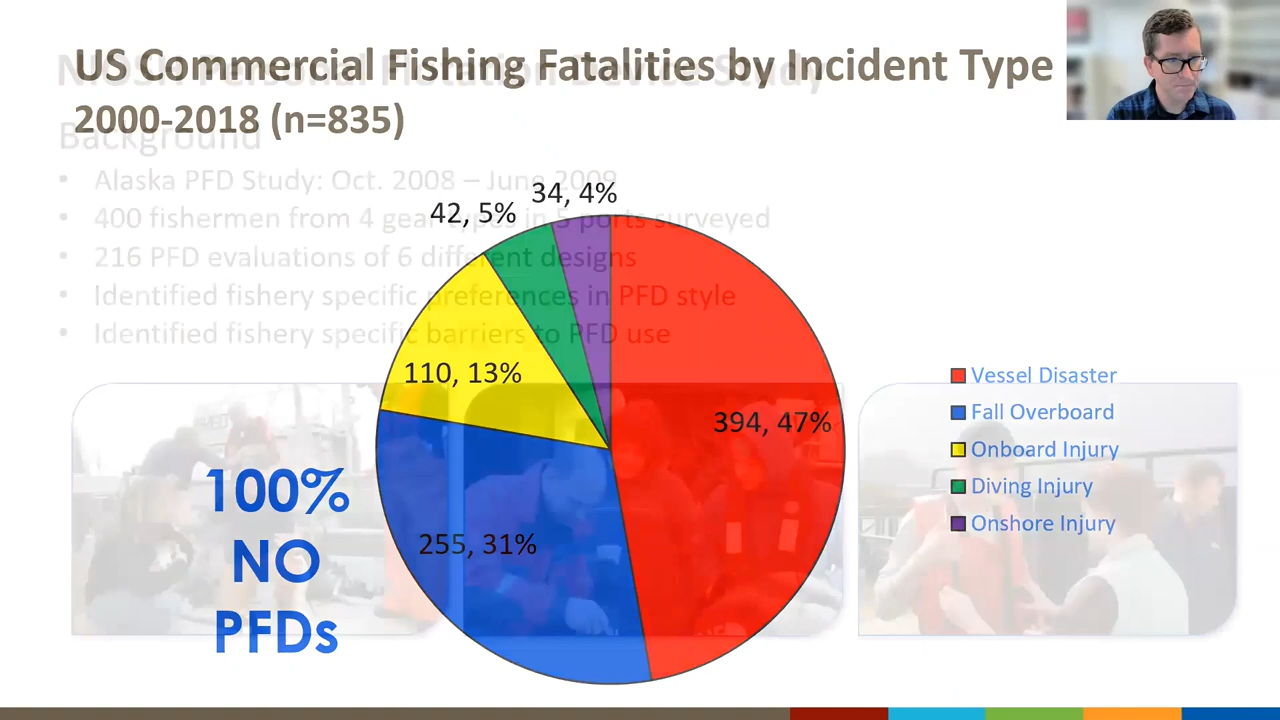 US Commercial Fishing Fatalities by Incident Type
2000-2018 (n=835)
NIOSH Personal Flotation Device Study
Background
• Alaska PFD Study: Oct. 2008 – June 2009
• 400 fishermen from 4 gear types in 5 ports surveyed
• 216 PFD evaluations of 6 different designs
• Identified fishery specific preferences in PFD style
• Identified fishery specific barriers to PFD use
34, 4%
42, 5%
110, 13%
394, 47%
255, 31%
100%
NO
PFDs
Vessel Disaster
Fall Overboard
Onboard Injury
Diving Injury
Onshore Injury